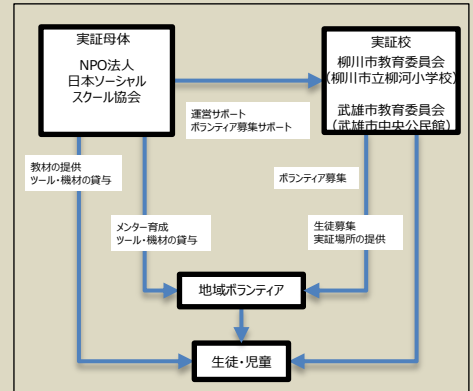 実証母体
NPO法人
日本ソーシャル
スクール協会
実証校
柳川市教育委員会
(柳川市立柳河小学校)
武雄市教育委員会
(武雄市中央公民館)
運営サポート
ボランティア募集サポート
教材の提供
ツール・機材の貸与
ボランティア募集
メンター育成
ツール・機材の貸与
生徒募集
実証場所の提供
地域ボランティア
生徒・児童